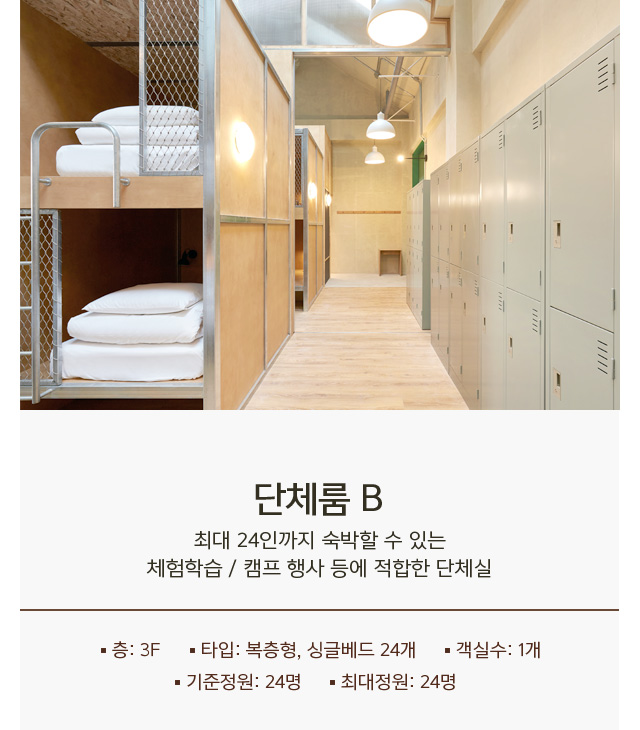 단체룸 B
최대 24인까지 숙박할 수 있는
체험학습 / 캠프 행사 등에 적합한 단체실
▪ 층: 3F ▪ 타입: 복층형, 싱글베드 24개 ▪ 객실수: 1개
▪ 기준정원: 24명 ▪ 최대정원: 24명